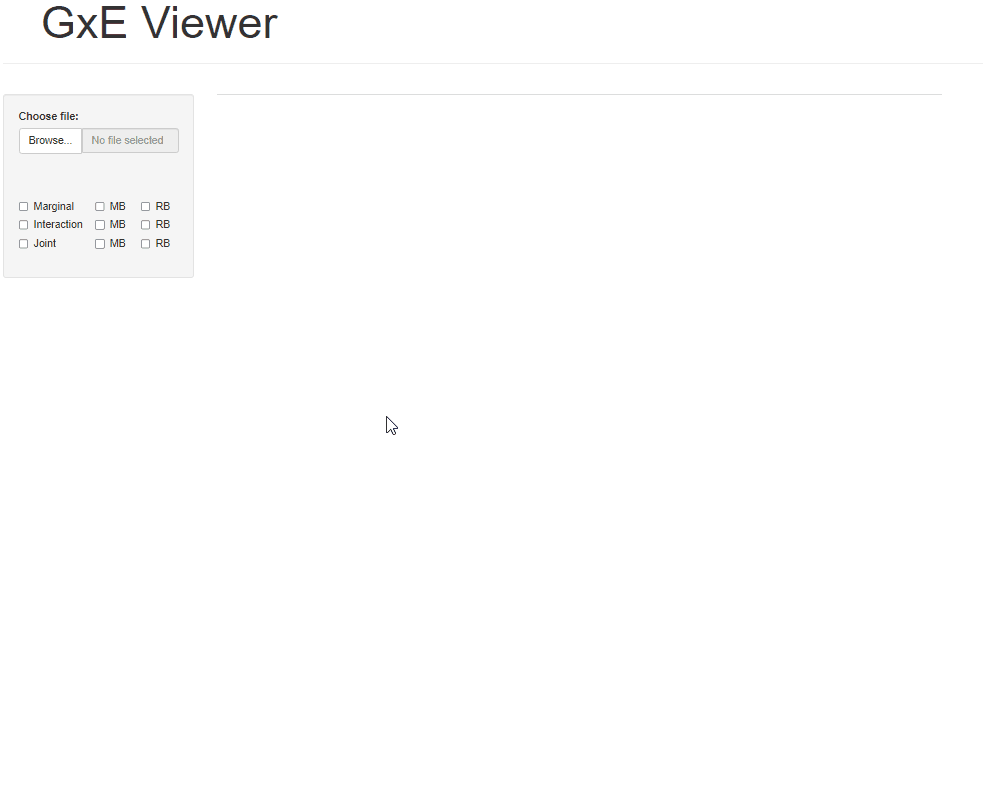 GxE Viewer
Choose file:
Browse... No file selected
Marginal MB RB
Interaction MB RB
Joint MB RB